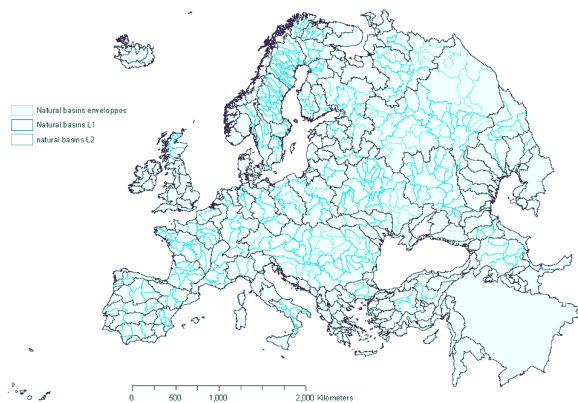 Natural basins enveloppes
Natural basins L1
natural basins L2
0 500 1,000 2,000 Kilometers